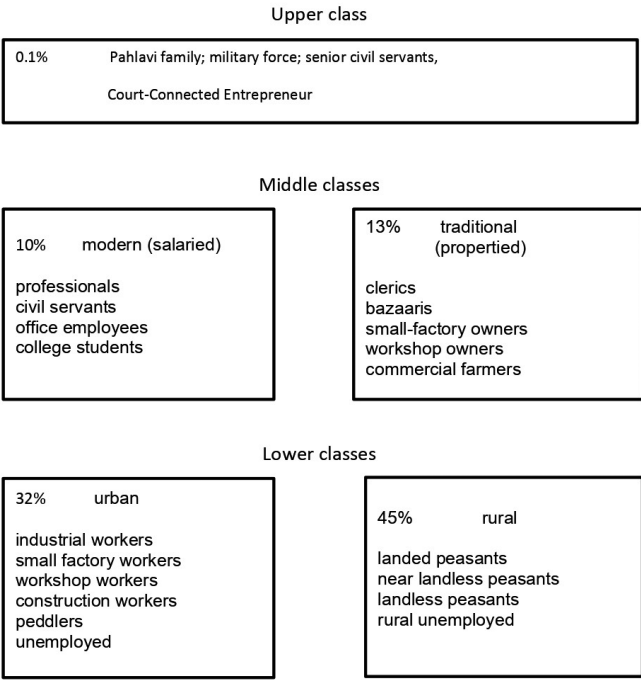 Upper class
0.1% Pahlavi family; military force; senior civil servants,
Court-Connected Entrepreneur
Middle classes
10% modern (salaried)
professionals
civil servants
office employees
college students
13% traditional
(propertied)
clerics
bazaaris
small-factory owners
workshop owners
commercial farmers
Lower classes
32% urban
industrial workers
small factory workers
workshop workers
construction workers
peddlers
unemployed
45% rural
landed peasants
near landless peasants
landless peasants
rural unemployed